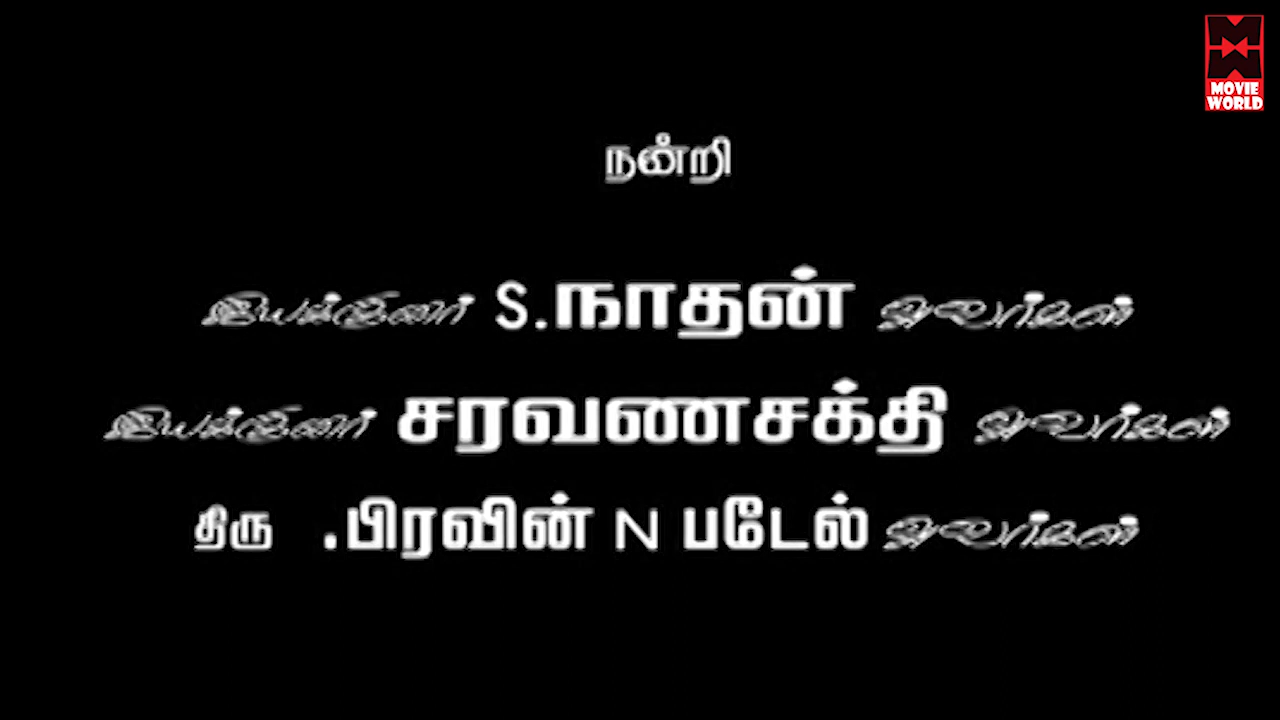 MOVIE
WORLD
நன்றி
இயக்குனர் S.நாதன் அவர்கள்
இயக்குனர் சரவணசக்தி அவர்கள்
திரு .பிரவின் N படேல் அவர்கள்